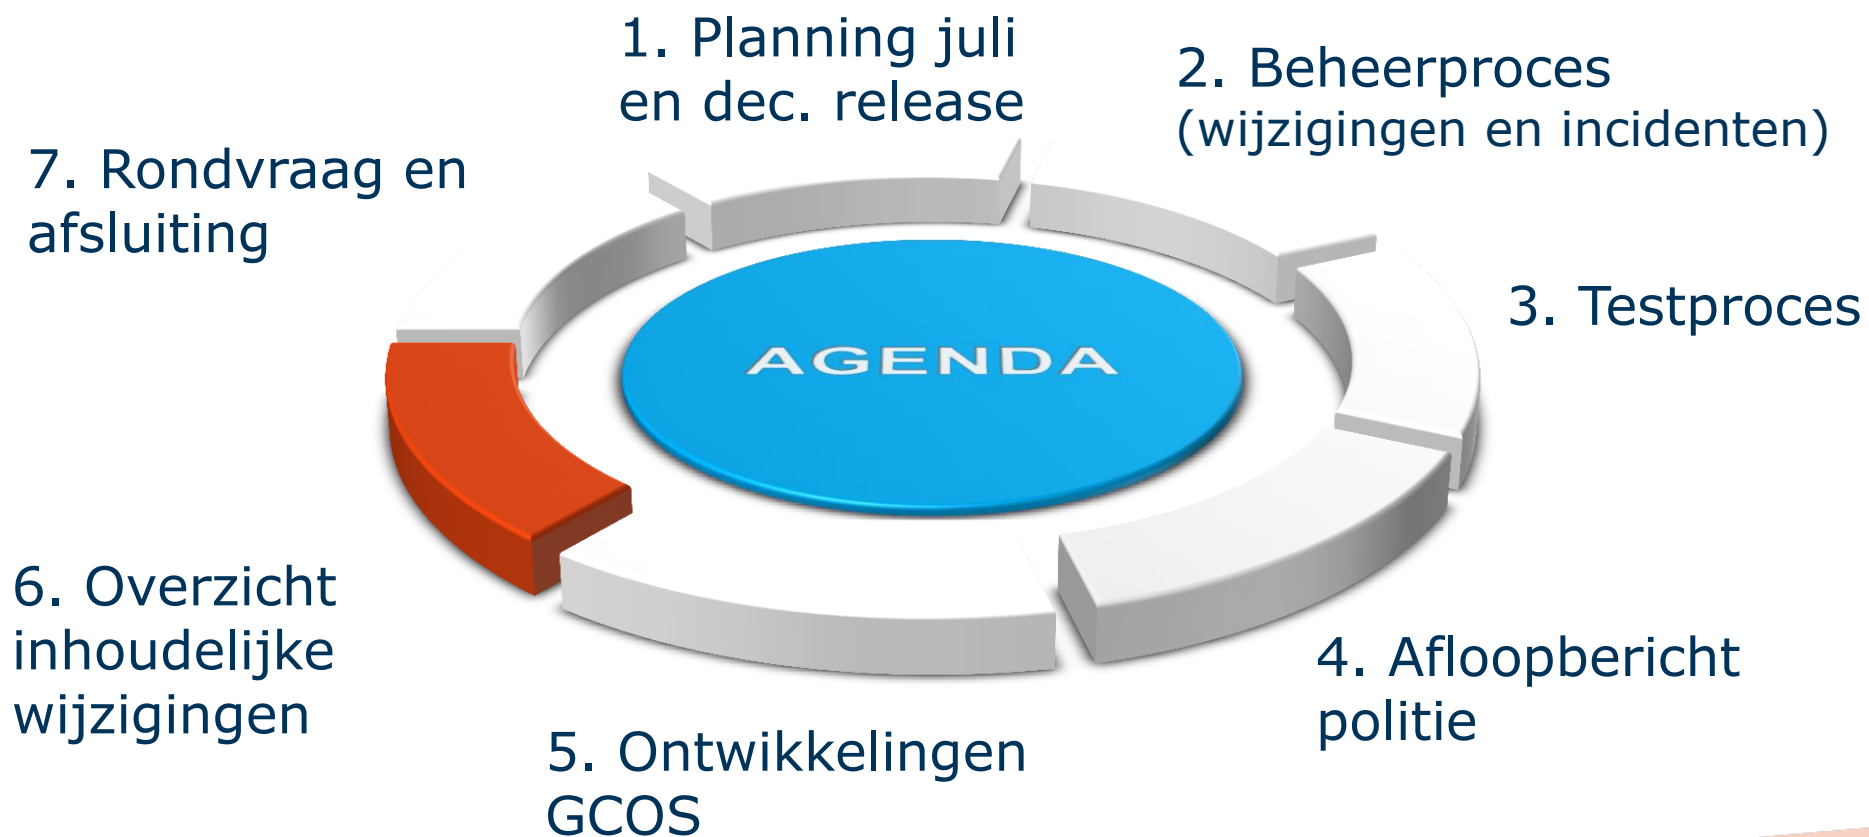 1. Planning juli
en dec. release
2. Beheerproces
(wijzigingen en incidenten)
3. Testproces
4. Afloopbericht
politie
5. Ontwikkelingen
GCOS
6. Overzicht
inhoudelijke
wijzigingen
7. Rondvraag en
afsluiting
AGENDA